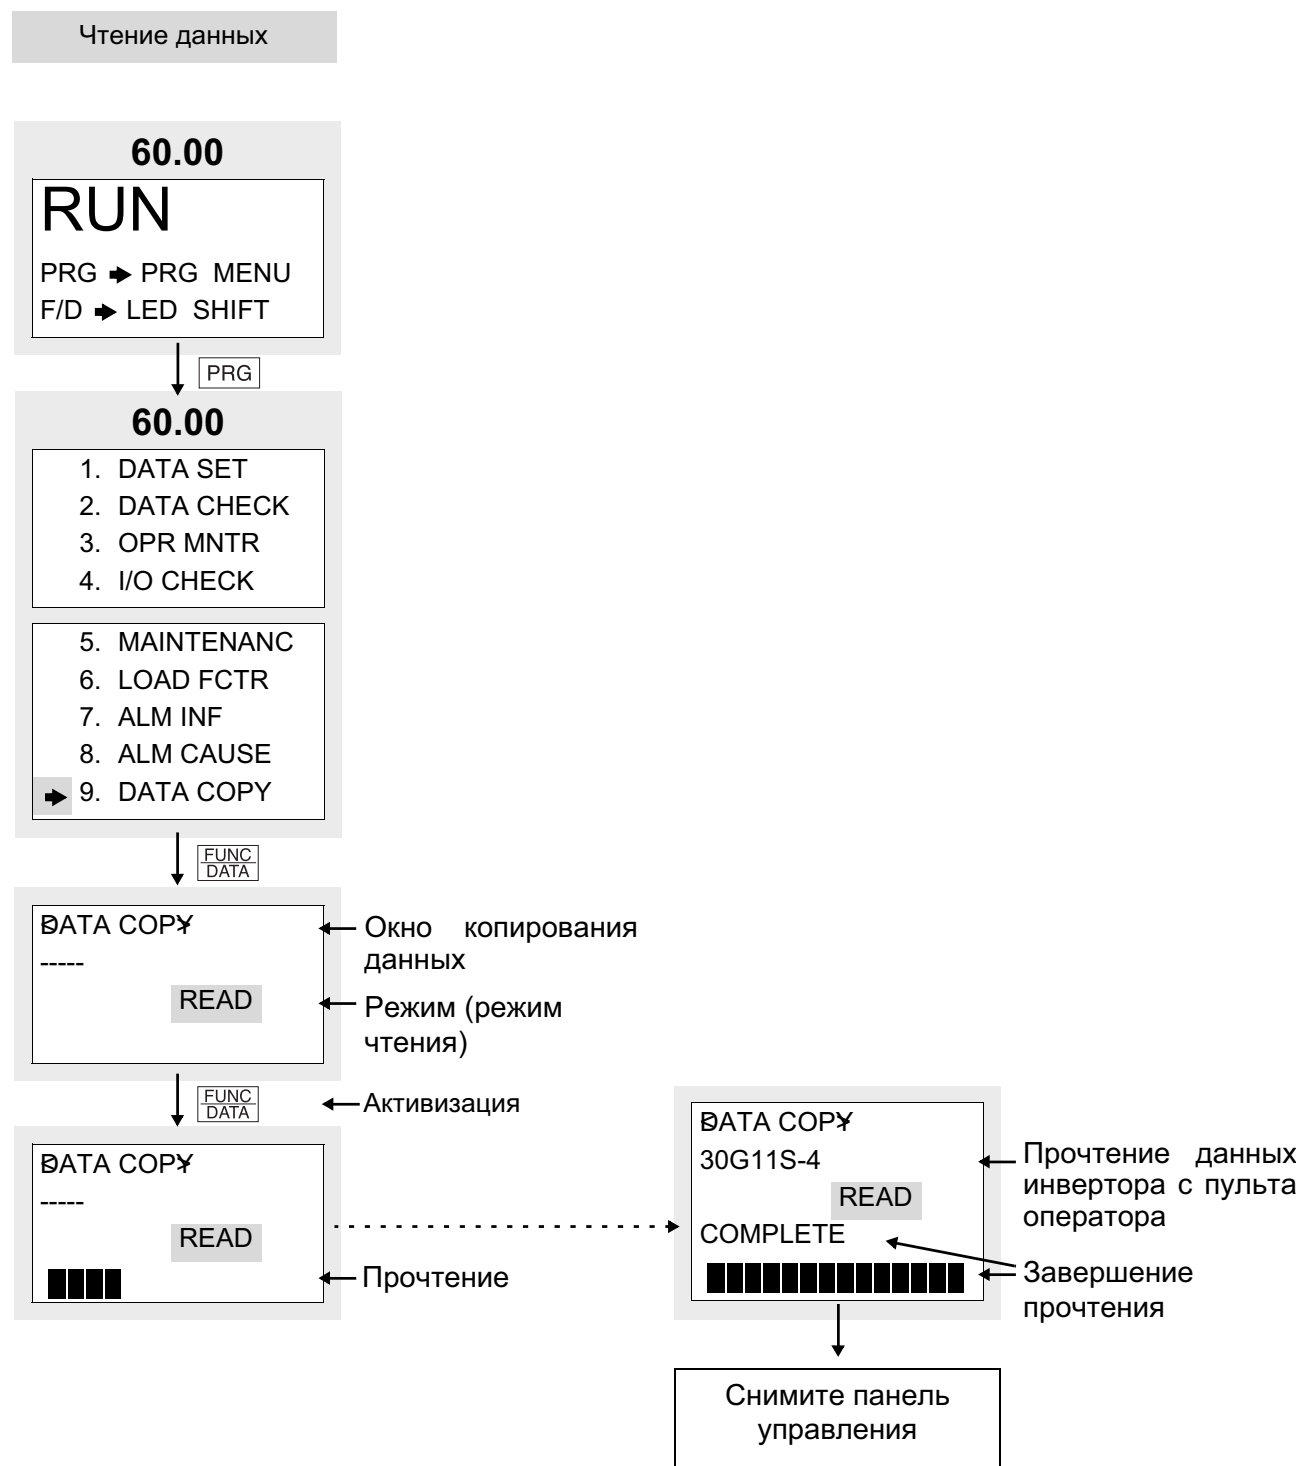 Чтение данных
60.00
RUN
PRG → PRG MENU
F/D → LED SHIFT
PRG
60.00
1. DATA SET
2. DATA CHECK
3. OPR MNTR
4. I/O CHECK
5. MAINTENANC
6. LOAD FCTR
7. ALM INF
8. ALM CAUSE
→ 9. DATA COPY
FUNC
DATA
<DATA COPY>
-----
READ
Окно копирования
данных
Режим (режим
чтения)
FUNC
DATA
Активизация
<DATA COPY>
-----
READ
Прочтение
<DATA COPY>
30G11S-4
READ
COMPLETE
Прочтение данных
инвертора с пульта
оператора
Завершение
прочтения
Снимите панель
управления